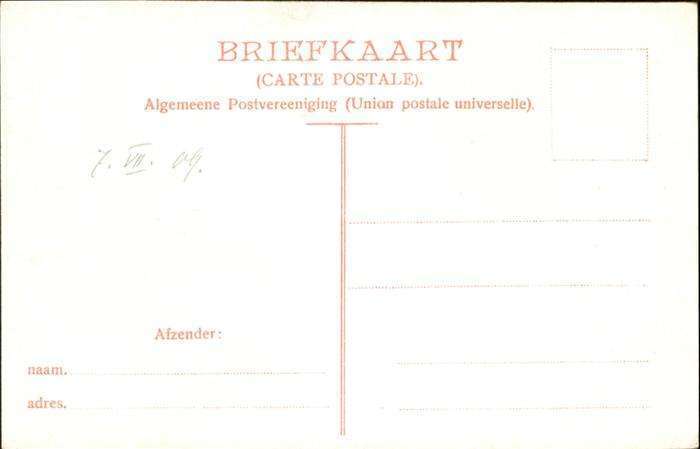 BRIEFKAART
(CARTE POSTALE).
Algemeene Postvereeniging (Union postale universelle).
7. VII. 09.
Afzender:
naam.
adres.